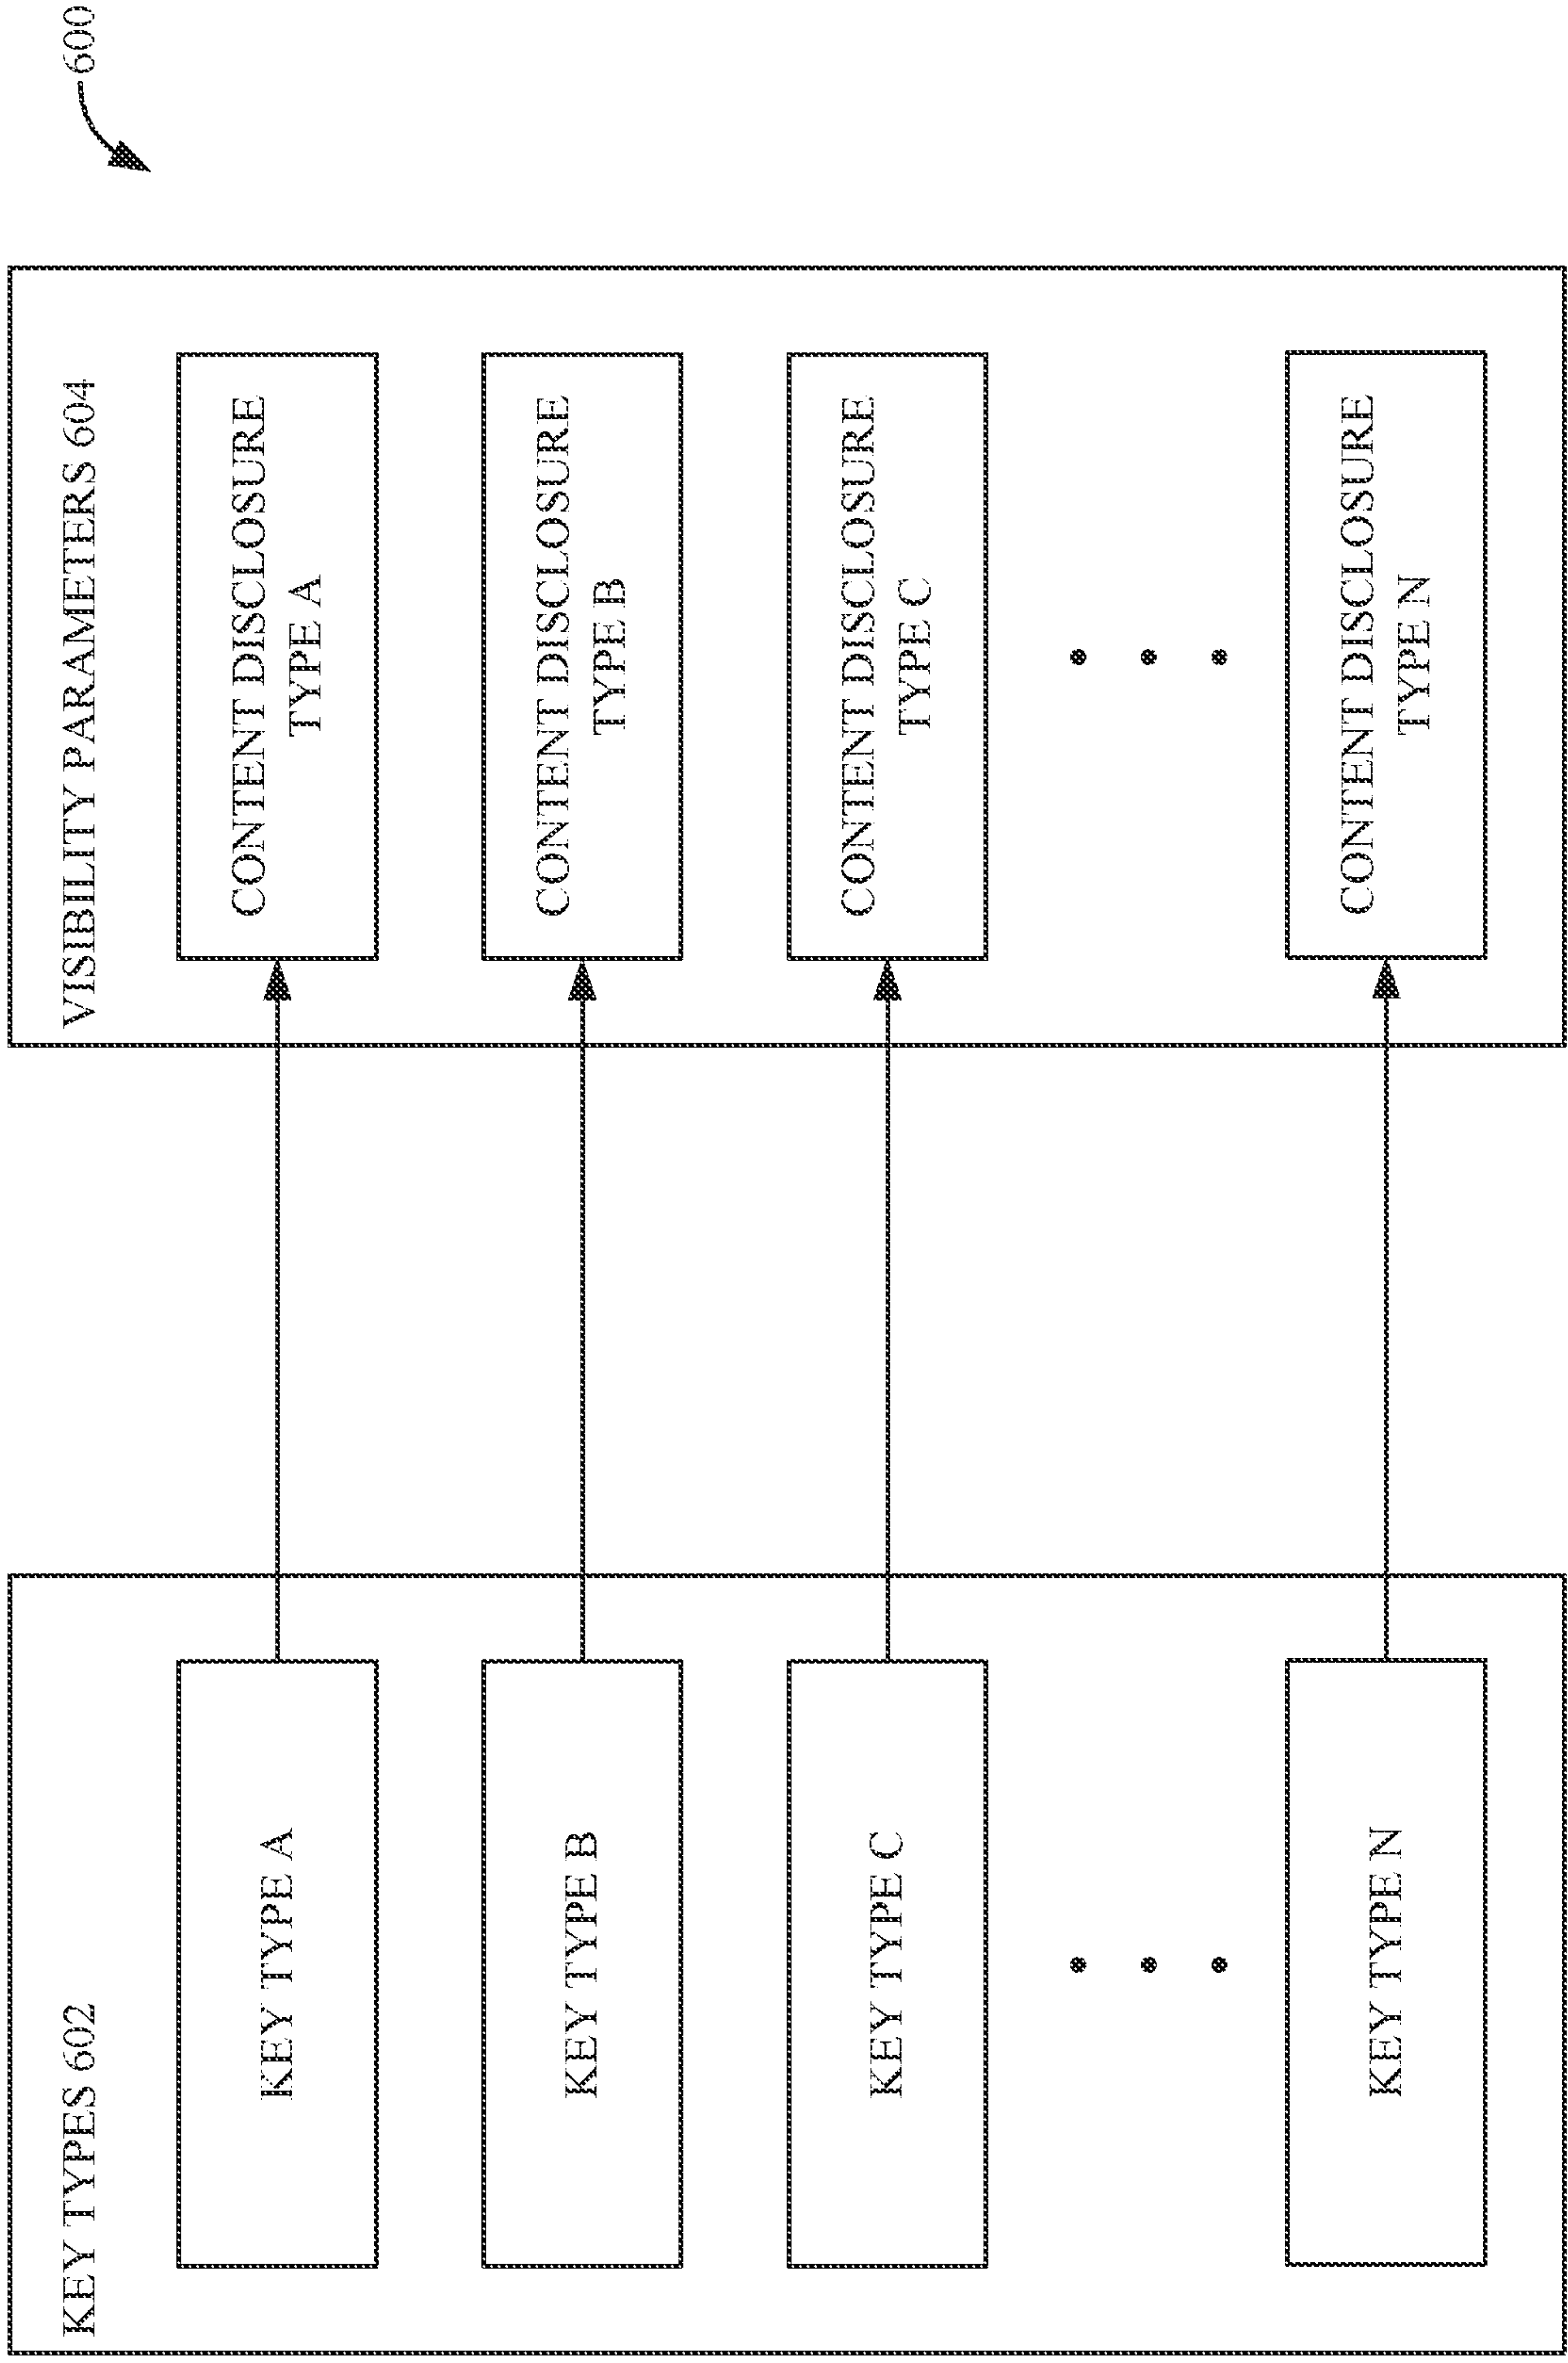 600
KEY TYPES 602
KEY TYPE A
KEY TYPE B
KEY TYPE C
KEY TYPE N
VISIBILITY PARAMETERS 604
CONTENT DISCLOSURE
TYPE A
CONTENT DISCLOSURE
TYPE B
CONTENT DISCLOSURE
TYPE C
CONTENT DISCLOSURE
TYPE N